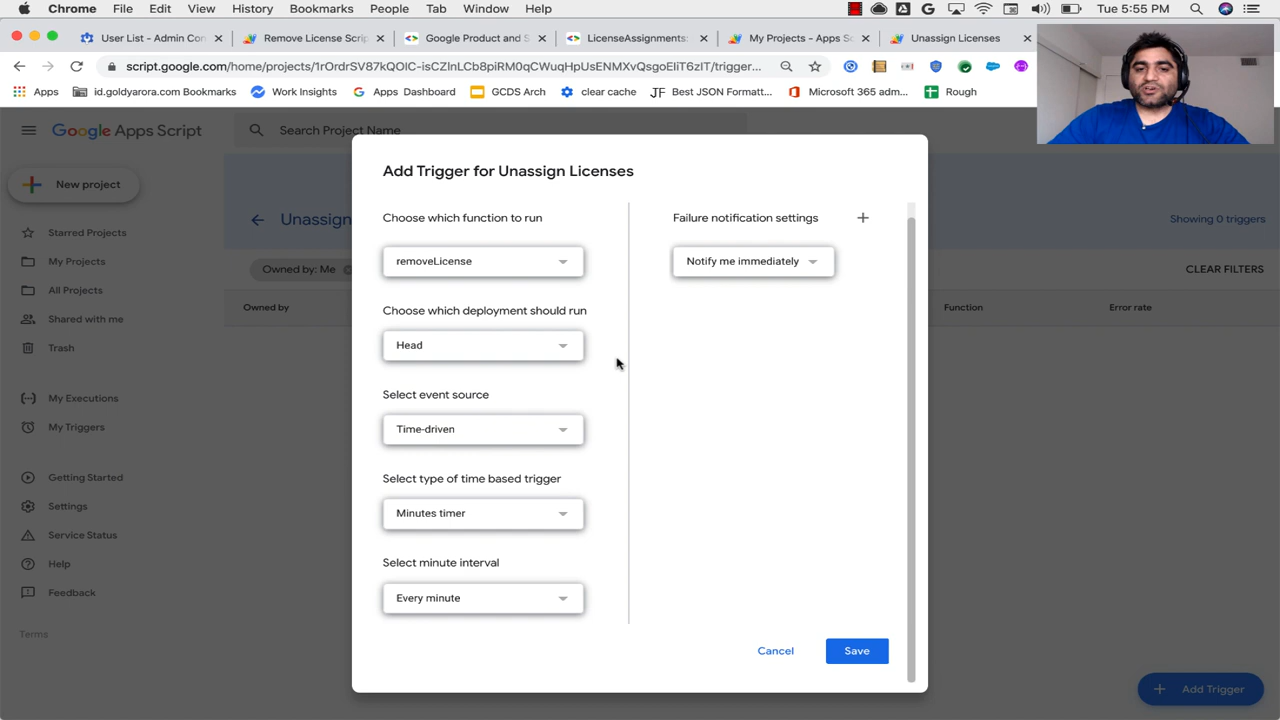 Chrome File Edit View History Bookmarks People Tab Window Help Tue 5:55 PM
User List - Admin Con Remove License Scrip Google Product and S LicenseAssignments: My Projects - Apps Sc Unassign Licenses
script.google.com/home/projects/1rOrdrSV87kQOIC-isCZlnLCb8piRM0qCWuqHpUsENMXvQsgoEliT6zIT/trigger...
Apps id.goldyarora.com Bookmarks Work Insights Apps Dashboard GCDS Arch clear cache JF Best JSON Formatt... Microsoft 365 adm... Rough
Google Apps Script
Search Project Name
New project
Starred Projects
My Projects
All Projects
Shared with me
Trash
My Executions
My Triggers
Getting Started
Settings
Service Status
Help
Feedback
Terms
Unassign
Showing 0 triggers
Owned by: Me
CLEAR FILTERS
Owned by
Function
Error rate
Add Trigger for Unassign Licenses
Choose which function to run
removeLicense
Choose which deployment should run
Head
Select event source
Time-driven
Select type of time based trigger
Minutes timer
Select minute interval
Every minute
Failure notification settings
Notify me immediately
Cancel
Save
Add Trigger